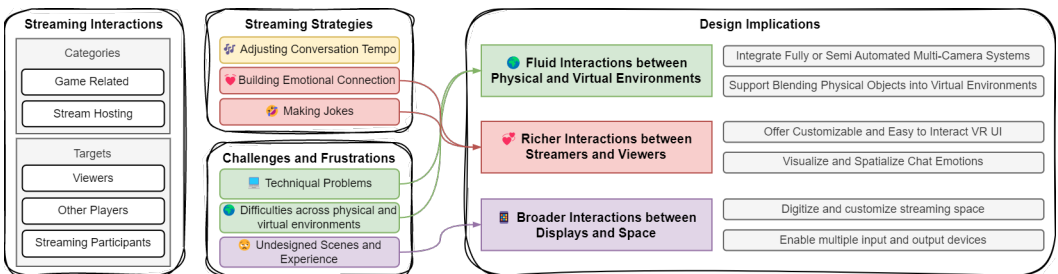 Streaming Interactions
Categories
Game Related
Stream Hosting
Targets
Viewers
Other Players
Streaming Participants
Streaming Strategies
Adjusting Conversation Tempo
Building Emotional Connection
Making Jokes
Challenges and Frustrations
Techniqual Problems
Difficulties across physical and
virtual environments
Undesigned Scenes and
Experience
Design Implications
Fluid Interactions between
Physical and Virtual Environments
Integrate Fully or Semi Automated Multi-Camera Systems
Support Blending Physical Objects into Virtual Environments
Richer Interactions between
Streamers and Viewers
Offer Customizable and Easy to Interact VR UI
Visualize and Spatialize Chat Emotions
Broader Interactions between
Displays and Space
Digitize and customize streaming space
Enable multiple input and output devices